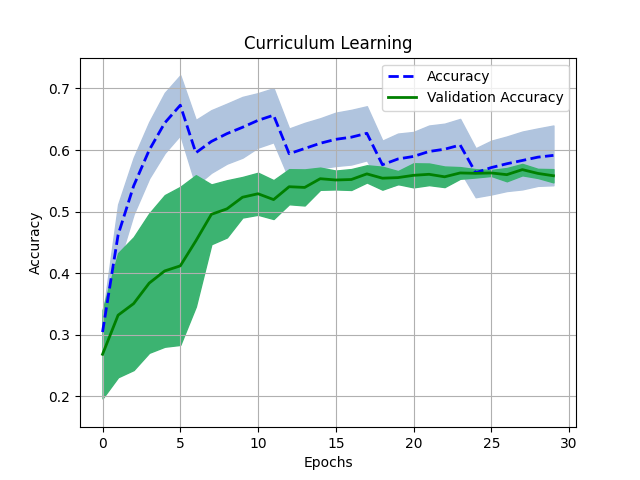 Curriculum Learning
Accuracy
Validation Accuracy
0.7
0.6
0.5
0.4
0.3
0.2
Accuracy
0 5 10 15 20 25 30
Epochs